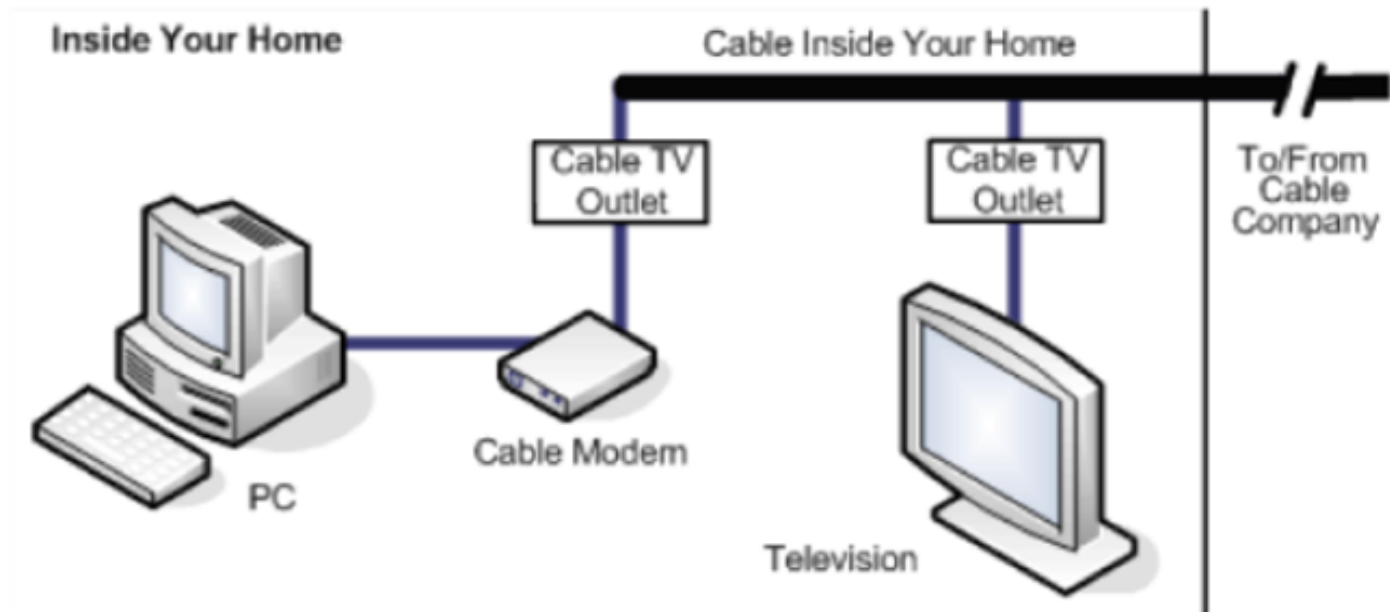 Inside Your Home
Cable Inside Your Home
Cable TV
Outlet
Cable TV
Outlet
To/From
Cable
Company
Cable Modem
PC
Television